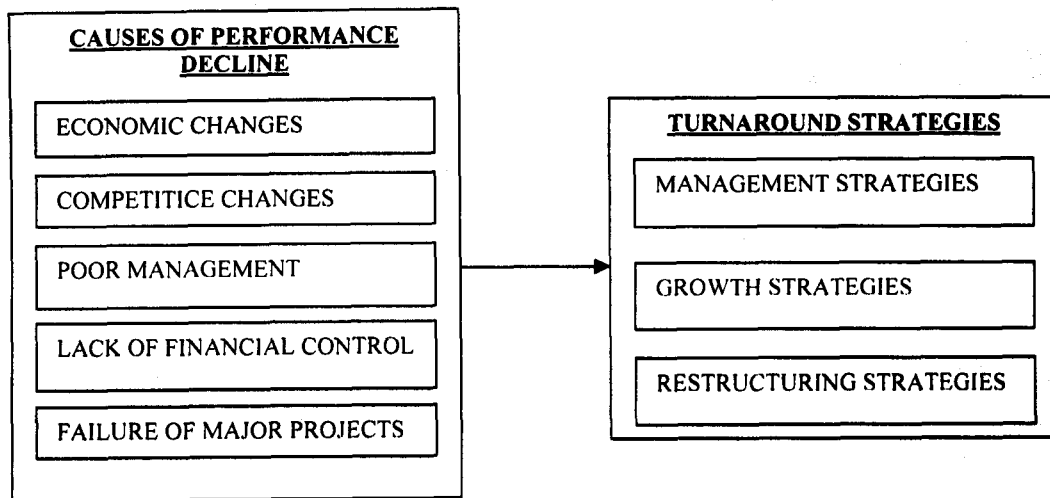 CAUSES OF PERFORMANCE
DECLINE
ECONOMIC CHANGES
COMPETITICE CHANGES
POOR MANAGEMENT
LACK OF FINANCIAL CONTROL
FAILURE OF MAJOR PROJECTS
TURNAROUND STRATEGIES
MANAGEMENT STRATEGIES
GROWTH STRATEGIES
RESTRUCTURING STRATEGIES